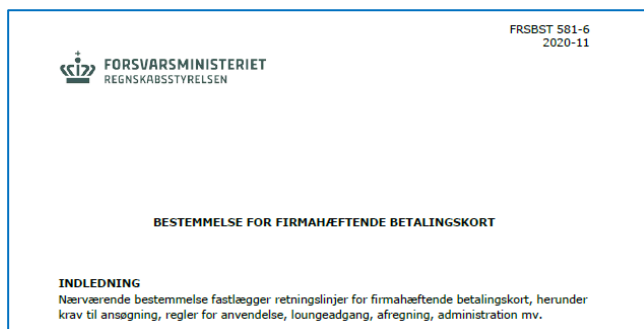 FRSBST 581-6
2020-11
FORSVARSMINISTERIET
REGNSKABSSTYRELSEN
BESTEMMELSE FOR FIRMAHÆFTENDE BETALINGSKORT
INDLEDNING
Nærværende bestemmelse fastlægger retningslinjer for firmahæftende betalingskort, herunder
krav til ansøgning, regler for anvendelse, loungeadgang, afregning, administration mv.